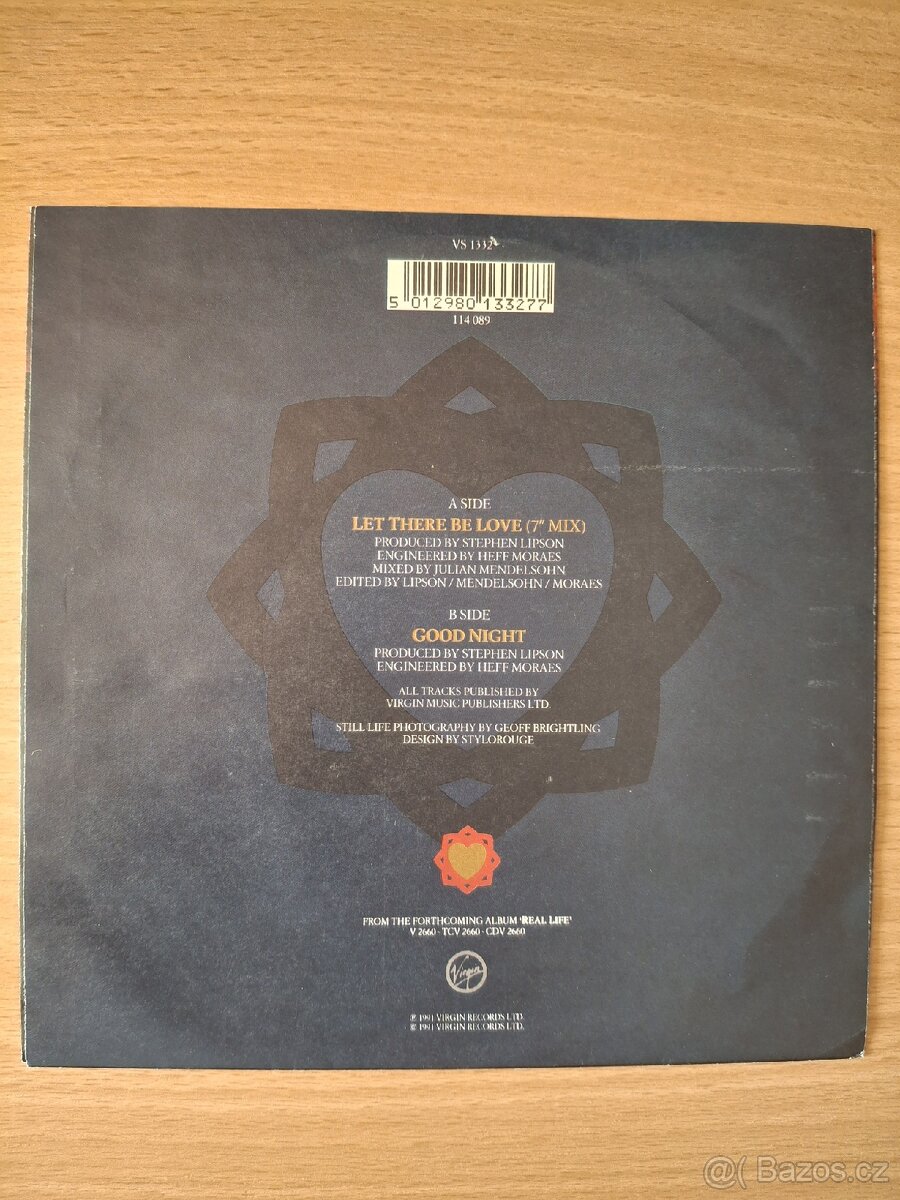 VS 1332
5 012980 133277
114 089
A SIDE
LET THERE BE LOVE (7" MIX)
PRODUCED BY STEPHEN LIPSON
ENGINEERED BY HEFF MORAES
MIXED BY JULIAN MENDELSOHN
EDITED BY LIPSON / MENDELSOHN / MORAES
B SIDE
GOOD NIGHT
PRODUCED BY STEPHEN LIPSON
ENGINEERED BY HEFF MORAES
ALL TRACKS PUBLISHED BY
VIRGIN MUSIC PUBLISHERS LTD.
STILL LIFE PHOTOGRAPHY BY GEOFF BRIGHTLING
DESIGN BY STYLOROUGE
FROM THE FORTHCOMING ALBUM 'REAL LIFE'
V 2660 · TCV 2660 · CDV 2660
Virgin
℗ 1991 VIRGIN RECORDS LTD.
© 1991 VIRGIN RECORDS LTD.
@( Bazos.cz